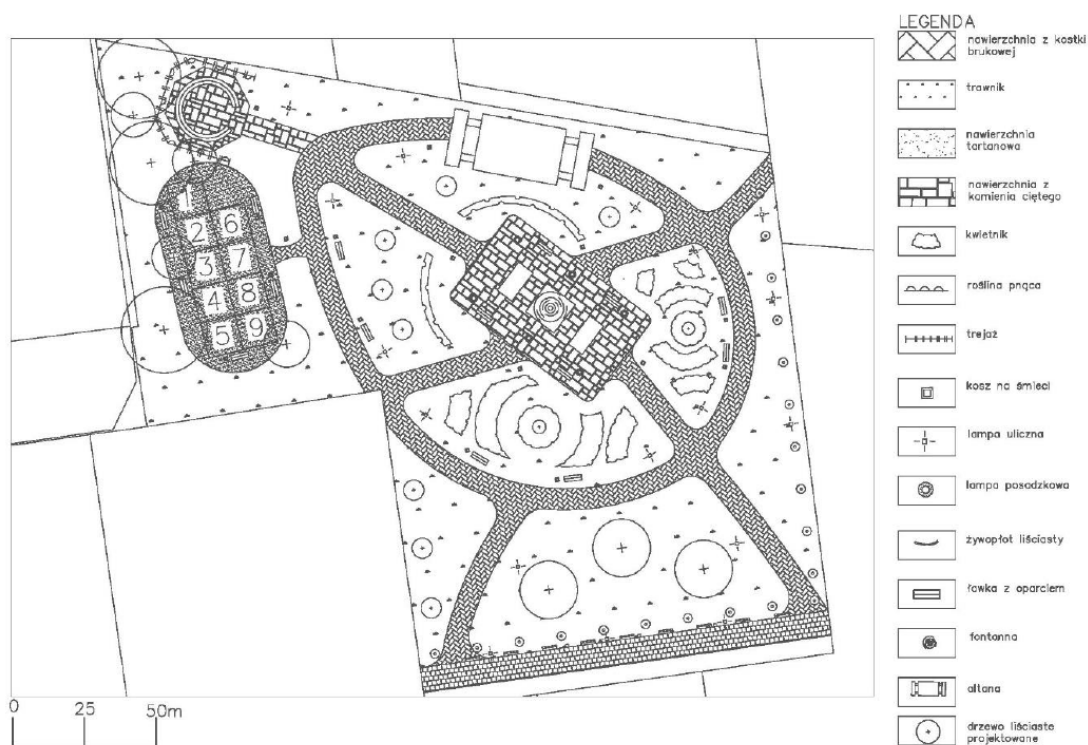 LEGENDA
nawierzchnia z kostki
brukowej
trawnik
nawierzchnia
tartanowa
nawierzchnia z
kamienia ciętego
kwietnik
roślina pnąca
trejaż
kosz na śmieci
lampa uliczna
lampa posadzkowa
żywopłot liściasty
ławka z oparciem
fontanna
altana
drzewo liściaste
projektowane
1
2
6
3
7
4
8
5
9
0
25
50m